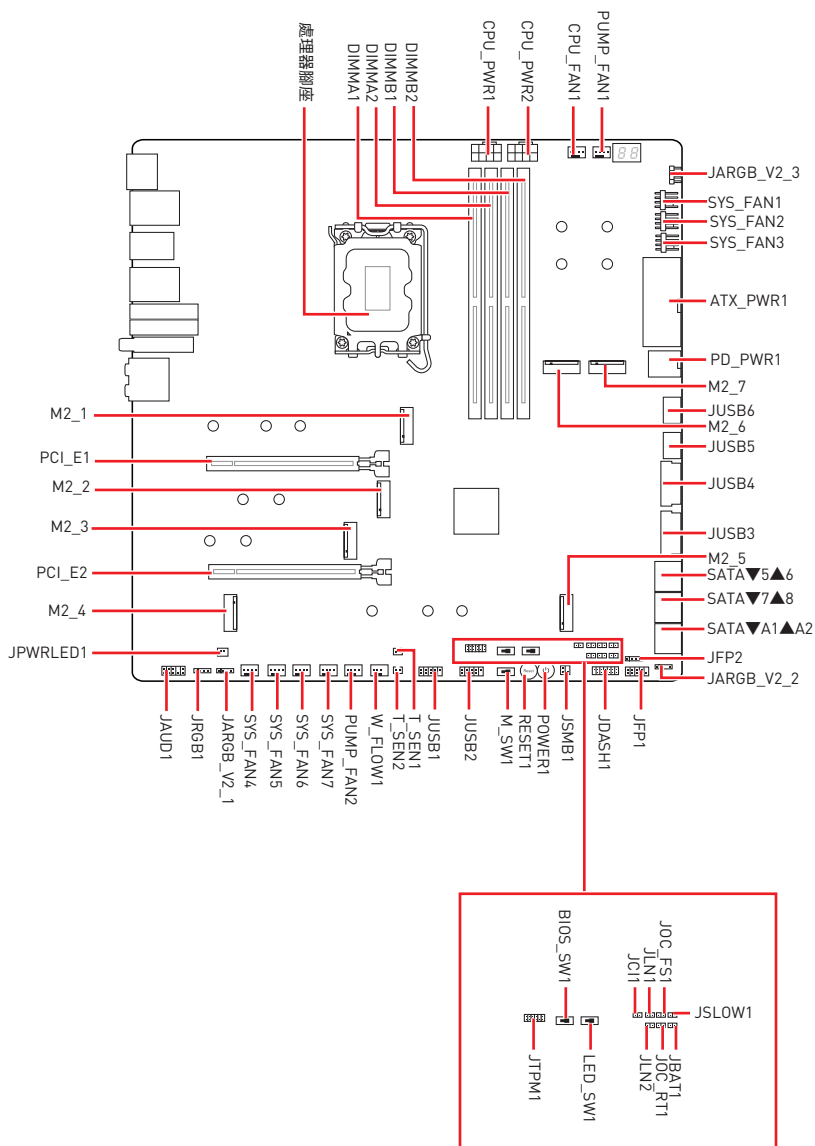 處理器腳座
DIMMA1
DIMMA2
DIMMB1
DIMMB2
CPU_PWR1
CPU_PWR2
CPU_FAN1
PUMP_FAN1
JARGB_V2_3
SYS_FAN1
SYS_FAN2
SYS_FAN3
ATX_PWR1
PD_PWR1
M2_7
JUSB6
M2_6
JUSB5
JUSB4
JUSB3
M2_5
SATA▼5▲6
SATA▼7▲8
SATA▼A1▲A2
JFP2
JARGB_V2_2
M2_1
PCI_E1
M2_2
M2_3
PCI_E2
M2_4
JPWRLED1
Reset
JAUD1
JRGB1
JARGB_V2_1
SYS_FAN4
SYS_FAN5
SYS_FAN6
SYS_FAN7
PUMP_FAN2
W_FLOW1
T_SEN2
T_SEN1
JUSB1
JUSB2
M_SW1
RESET1
POWER1
JSMB1
JDASH1
JFP1
BIOS_SW1
JCI1
JLN1
JOC_FS1
JSLOW1
JTPM1
LED_SW1
JLN2
JOC_RT1
JBAT1